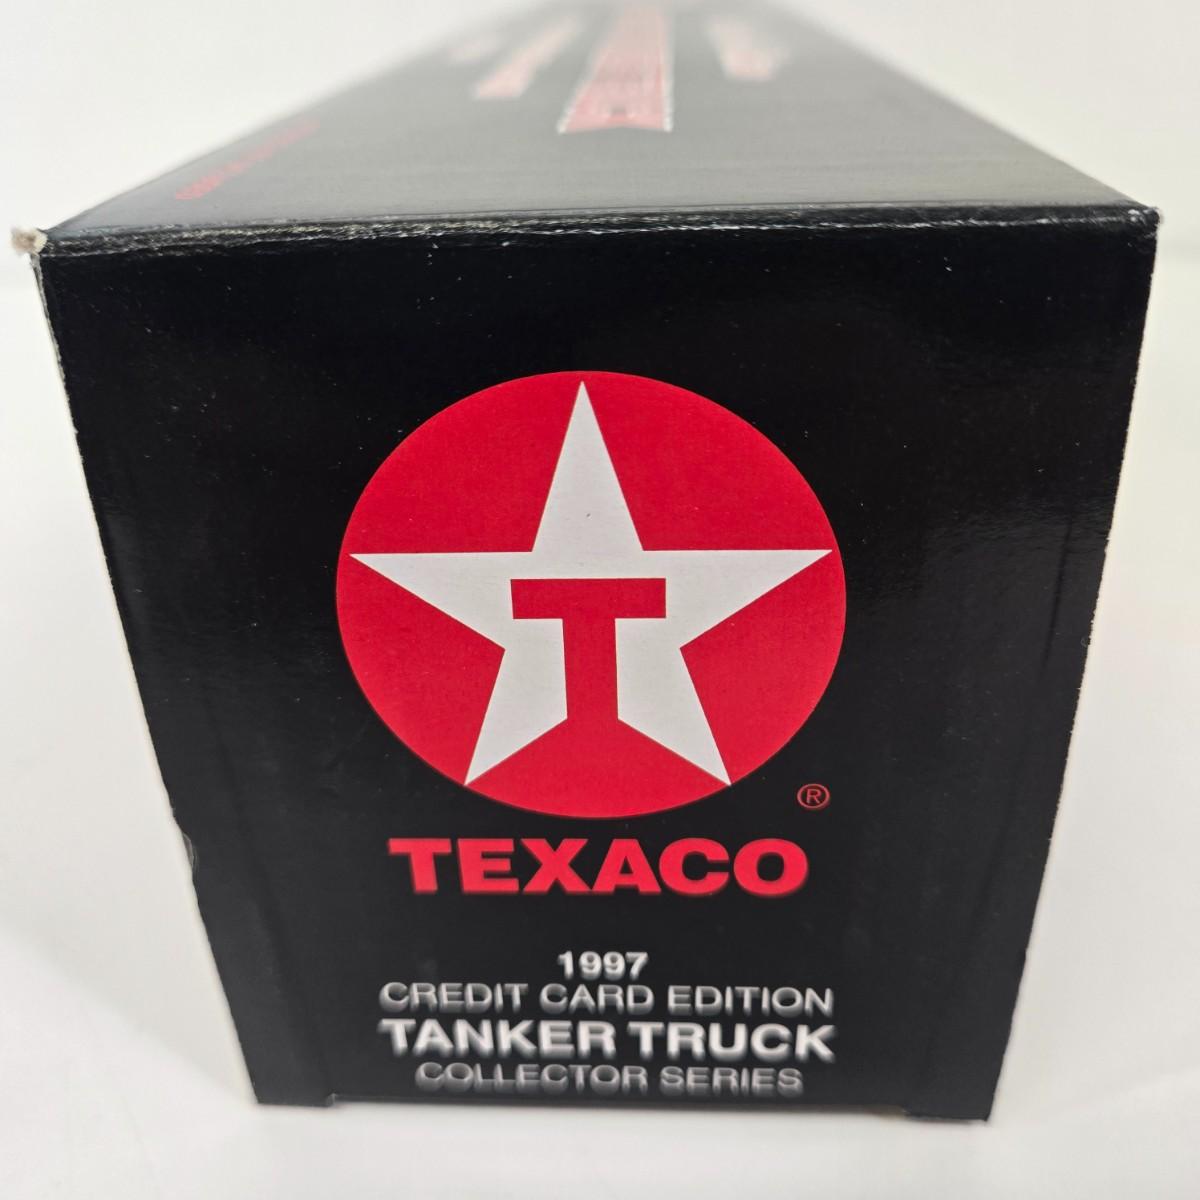 T
®
TEXACO
1997
CREDIT CARD EDITION
TANKER TRUCK
COLLECTOR SERIES